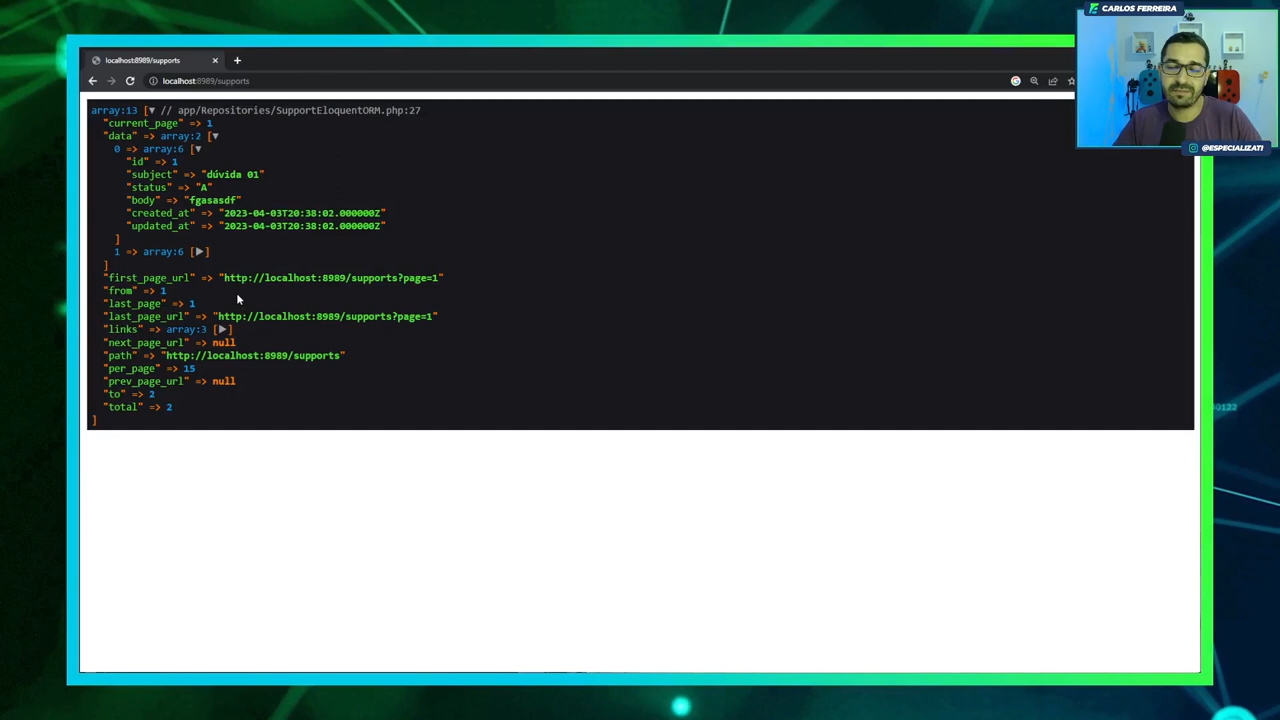 CARLOS FERREIRA
localhost:8989/supports
localhost:8989/supports
array:13 [▼ // app/Repositories/SupportEloquentORM.php:27
"current_page" => 1
"data" => array:2 [▼
0 => array:6 [▼
"id" => 1
"subject" => "dúvida 01"
"status" => "A"
"body" => "fgasasdf"
"created_at" => "2023-04-03T20:38:02.000000Z"
"updated_at" => "2023-04-03T20:38:02.000000Z"
]
1 => array:6 [▶]
]
"first_page_url" => "http://localhost:8989/supports?page=1"
"from" => 1
"last_page" => 1
"last_page_url" => "http://localhost:8989/supports?page=1"
"links" => array:3 [▶]
"next_page_url" => null
"path" => "http://localhost:8989/supports"
"per_page" => 15
"prev_page_url" => null
"to" => 2
"total" => 2
]
@ESPECIALIZATI